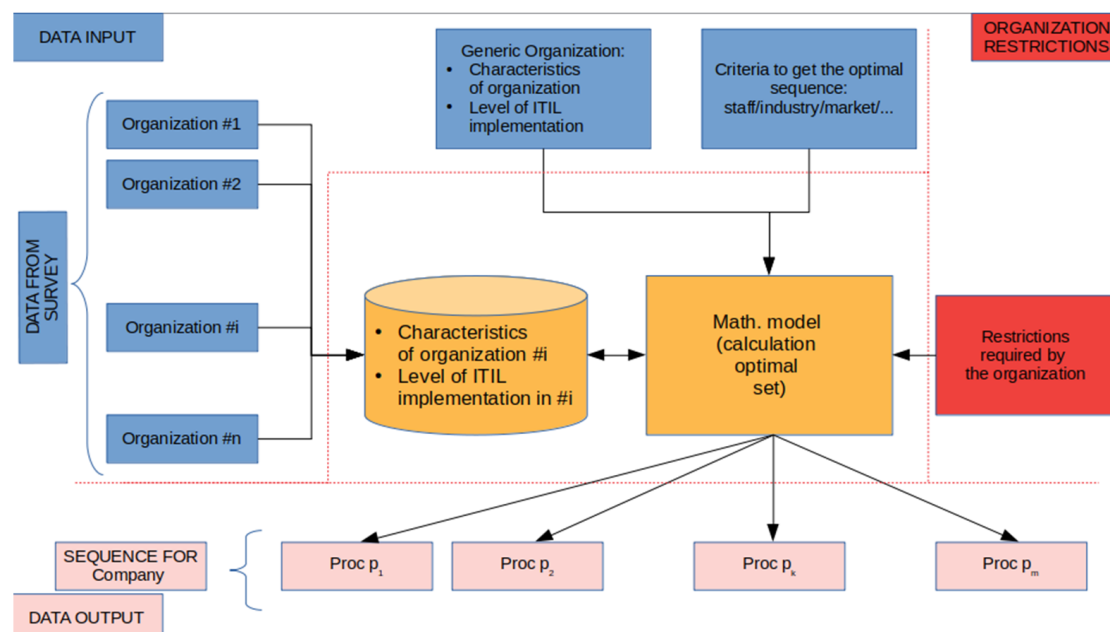 DATA INPUT
ORGANIZATION
RESTRICTIONS
Generic Organization:
• Characteristics
of organization
• Level of ITIL
implementation
Criteria to get the optimal
sequence:
staff/industry/market/...
Organization #1
Organization #2
Organization #i
Organization #n
DATA FROM
SURVEY
• Characteristics
of organization #i
• Level of ITIL
implementation in #i
Math. model
(calculation
optimal
set)
Restrictions
required by
the organization
SEQUENCE FOR
Company
Proc p1
Proc p2
Proc pk
Proc pm
DATA OUTPUT